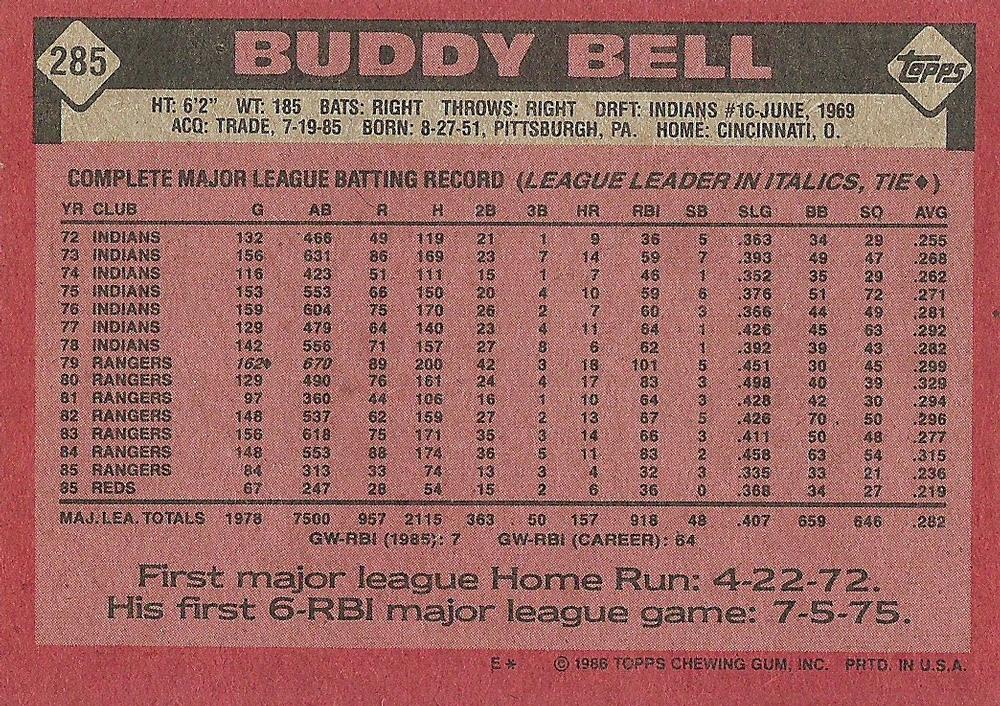 285 BUDDY BELL TOPPS
HT: 6'2" WT: 185 BATS: RIGHT THROWS: RIGHT DRFT: INDIANS #16-JUNE, 1969
ACQ: TRADE, 7-19-85 BORN: 8-27-51, PITTSBURGH, PA. HOME: CINCINNATI, O.
COMPLETE MAJOR LEAGUE BATTING RECORD (LEAGUE LEADER IN ITALICS, TIE♦)
YR CLUB G AB R H 2B 3B HR RBI SB SLG BB SO AVG
72 INDIANS 132 466 49 119 21 1 9 36 5 .363 34 29 .255
73 INDIANS 156 631 86 169 23 7 14 59 7 .393 49 47 .268
74 INDIANS 116 423 51 111 15 1 7 46 1 .352 35 29 .262
75 INDIANS 153 553 66 150 20 4 10 59 6 .376 51 72 .271
76 INDIANS 159 604 75 170 26 2 7 60 3 .366 44 49 .281
77 INDIANS 129 479 64 140 23 4 11 64 1 .426 45 63 .292
78 INDIANS 142 556 71 157 27 8 6 62 1 .392 39 43 .282
79 RANGERS 162♦ 670 89 200 42 3 18 101 5 .451 30 45 .299
80 RANGERS 129 490 76 161 24 4 17 83 3 .498 40 39 .329
81 RANGERS 97 360 44 106 16 1 10 64 3 .428 42 30 .294
82 RANGERS 148 537 62 159 27 2 13 67 5 .426 70 50 .296
83 RANGERS 156 618 75 171 35 3 14 66 3 .411 50 48 .277
84 RANGERS 148 553 88 174 36 5 11 83 2 .458 63 54 .315
85 RANGERS 84 313 33 74 13 3 4 32 3 .335 33 21 .236
85 REDS 67 247 28 54 15 2 6 36 0 .368 34 27 .219
MAJ. LEA. TOTALS 1978 7500 957 2115 363 50 157 918 48 .407 659 646 .282
GW-RBI (1985): 7 GW-RBI (CAREER): 64
First major league Home Run: 4-22-72.
His first 6-RBI major league game: 7-5-75.
E* © 1986 TOPPS CHEWING GUM, INC. PRTD. IN U.S.A.